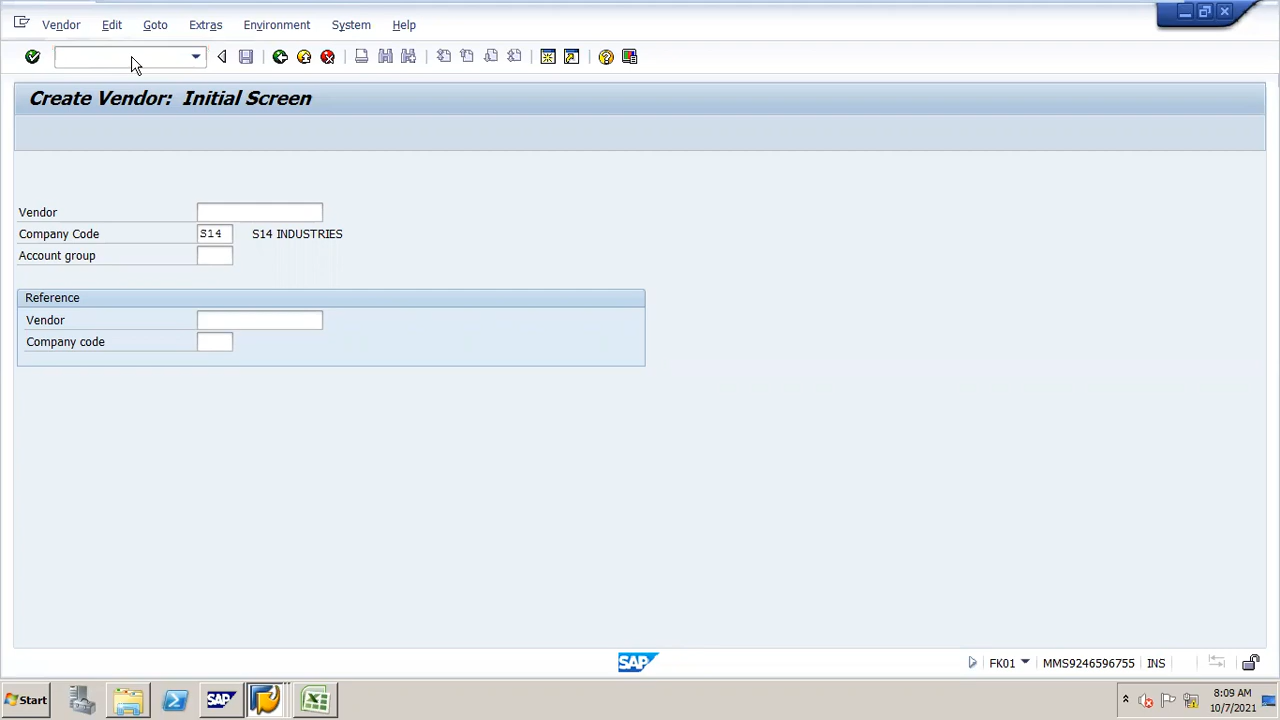 Vendor Edit Goto Extras Environment System Help
Create Vendor: Initial Screen
Vendor
Company Code S14 S14 INDUSTRIES
Account group
Reference
Vendor
Company code
SAP FK01 MMS9246596755 INS
Start SAP 8:09 AM
10/7/2021